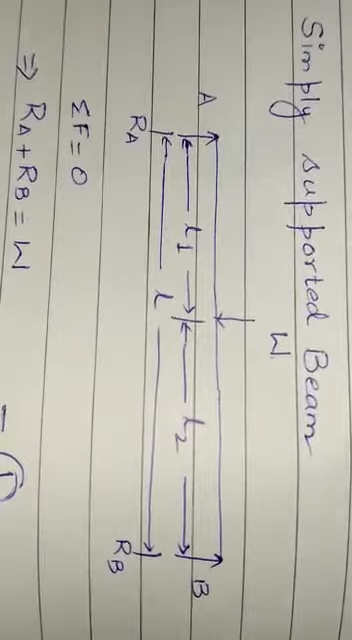 Simply supported Beam
W
A
B
l1
l2
RA
l
RB
ΣF=0
⇒ RA+RB=W
- 1